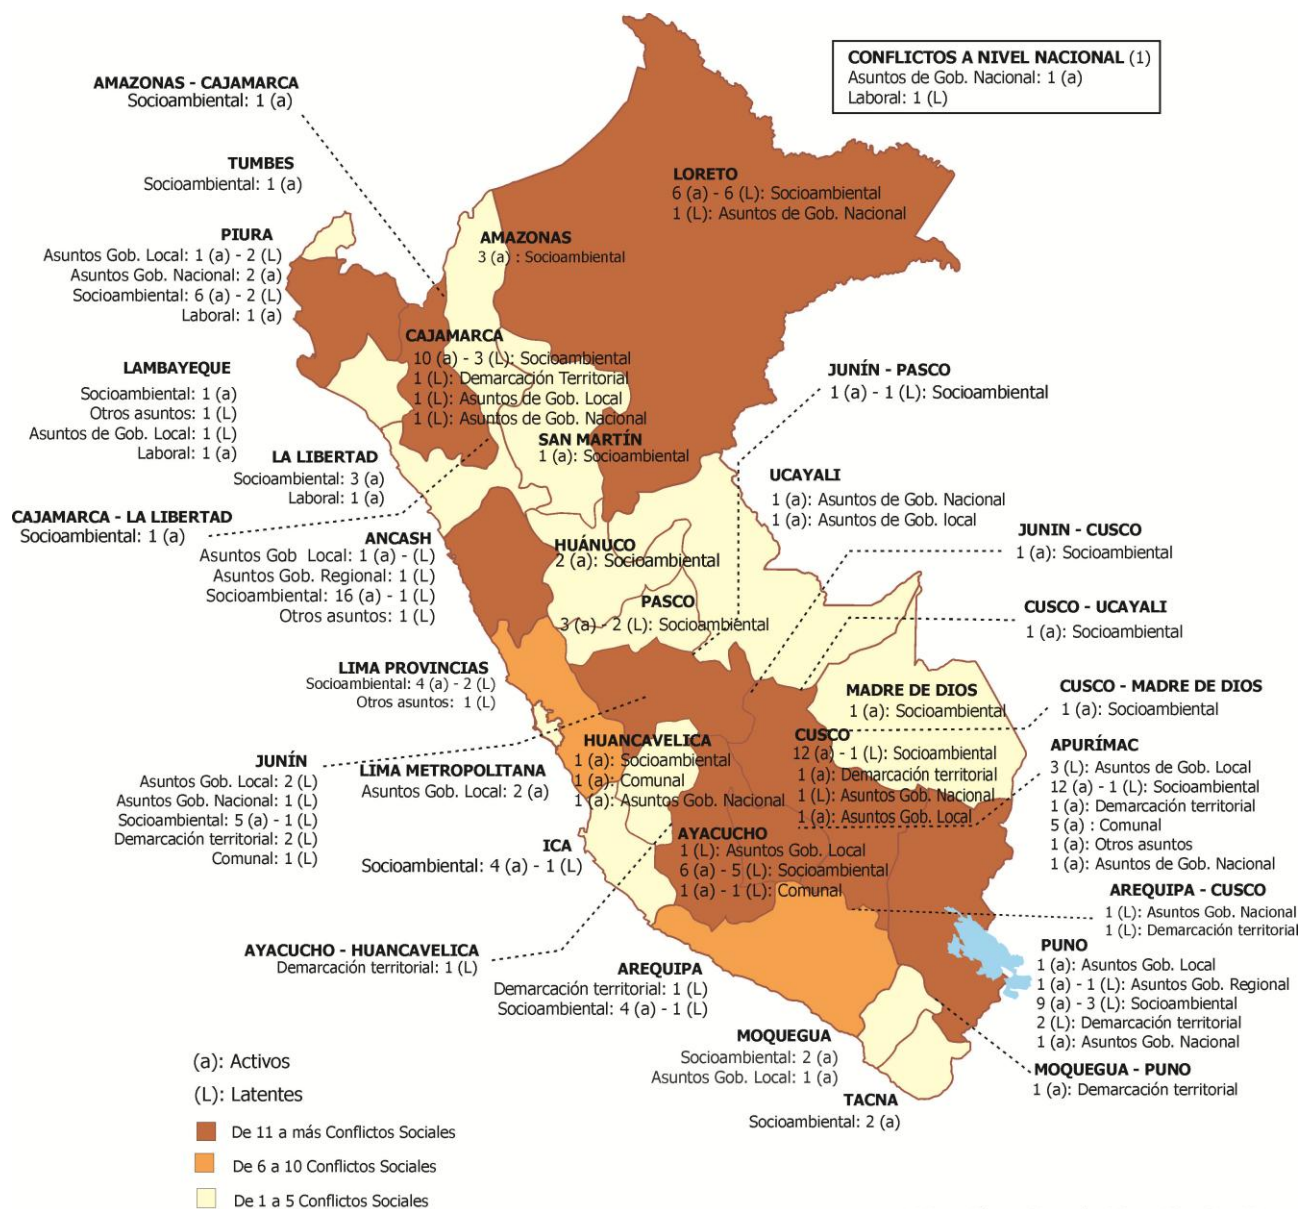 CONFLICTOS A NIVEL NACIONAL (1)
Asuntos de Gob. Nacional: 1 (a)
Laboral: 1 (L)
AMAZONAS - CAJAMARCA
Socioambiental: 1 (a)
TUMBES
Socioambiental: 1 (a)
LORETO
6 (a) - 6 (L): Socioambiental
1 (L): Asuntos de Gob. Nacional
PIURA
Asuntos Gob. Local: 1 (a) - 2 (L)
Asuntos Gob. Nacional: 2 (a)
Socioambiental: 6 (a) - 2 (L)
Laboral: 1 (a)
AMAZONAS
3 (a) : Socioambiental
CAJAMARCA
10 (a) - 3 (L): Socioambiental
1 (L): Demarcación Territorial
1 (L): Asuntos de Gob. Local
1 (L): Asuntos de Gob. Nacional
LAMBAYEQUE
Socioambiental: 1 (a)
Otros asuntos: 1 (L)
Asuntos de Gob. Local: 1 (L)
Laboral: 1 (a)
JUNÍN - PASCO
1 (a) - 1 (L): Socioambiental
SAN MARTÍN
1 (a): Socioambiental
LA LIBERTAD
Socioambiental: 3 (a)
Laboral: 1 (a)
UCAYALI
1 (a): Asuntos de Gob. Nacional
1 (a): Asuntos de Gob. local
CAJAMARCA - LA LIBERTAD
Socioambiental: 1 (a)
ANCASH
Asuntos Gob. Local: 1 (a) - (L)
Asuntos Gob. Regional: 1 (L)
Socioambiental: 16 (a) - 1 (L)
Otros asuntos: 1 (L)
HUÁNUCO
2 (a): Socioambiental
JUNIN - CUSCO
1 (a): Socioambiental
PASCO
3 (a) - 2 (L): Socioambiental
CUSCO - UCAYALI
1 (a): Socioambiental
LIMA PROVINCIAS
Socioambiental: 4 (a) - 2 (L)
Otros asuntos: 1 (L)
MADRE DE DIOS
1 (a): Socioambiental
CUSCO - MADRE DE DIOS
1 (a): Socioambiental
JUNÍN
Asuntos Gob. Local: 2 (L)
Asuntos Gob. Nacional: 1 (L)
Socioambiental: 5 (a) - 1 (L)
Demarcación territorial: 2 (L)
Comunal: 1 (L)
LIMA METROPOLITANA
Asuntos Gob. Local: 2 (a)
HUANCAVELICA
1 (a): Socioambiental
1 (a): Comunal
1 (a): Asuntos Gob. Nacional
CUSCO
12 (a) - 1 (L): Socioambiental
1 (a): Demarcación territorial
1 (L): Asuntos Gob. Nacional
1 (a): Asuntos Gob. Local
APURÍMAC
3 (L): Asuntos de Gob. Local
12 (a) - 1 (L): Socioambiental
1 (a): Demarcación territorial
5 (a) : Comunal
1 (a): Otros asuntos
1 (a): Asuntos de Gob. Nacional
AYACUCHO
1 (L): Asuntos Gob. Local
6 (a) - 5 (L): Socioambiental
1 (a) - 1 (L): Comunal
ICA
Socioambiental: 4 (a) - 1 (L)
AREQUIPA - CUSCO
1 (L): Asuntos Gob. Nacional
1 (L): Demarcación territorial
AYACUCHO - HUANCAVELICA
Demarcación territorial: 1 (L)
AREQUIPA
Demarcación territorial: 1 (L)
Socioambiental: 4 (a) - 1 (L)
PUNO
1 (a): Asuntos Gob. Local
1 (a) - 1 (L): Asuntos Gob. Regional
9 (a) - 3 (L): Socioambiental
2 (L): Demarcación territorial
1 (a): Asuntos Gob. Nacional
MOQUEGUA
Socioambiental: 2 (a)
Asuntos Gob. Local: 1 (a)
MOQUEGUA - PUNO
1 (a): Demarcación territorial
TACNA
Socioambiental: 2 (a)
(a): Activos
(L): Latentes
De 11 a más Conflictos Sociales
De 6 a 10 Conflictos Sociales
De 1 a 5 Conflictos Sociales